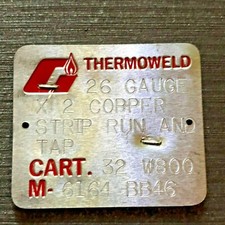 THERMOWELD
26 GAUGE
X 2 COPPER
STRIP RUN AND
TAP
CART. 32 W800
M- 6164 BB46